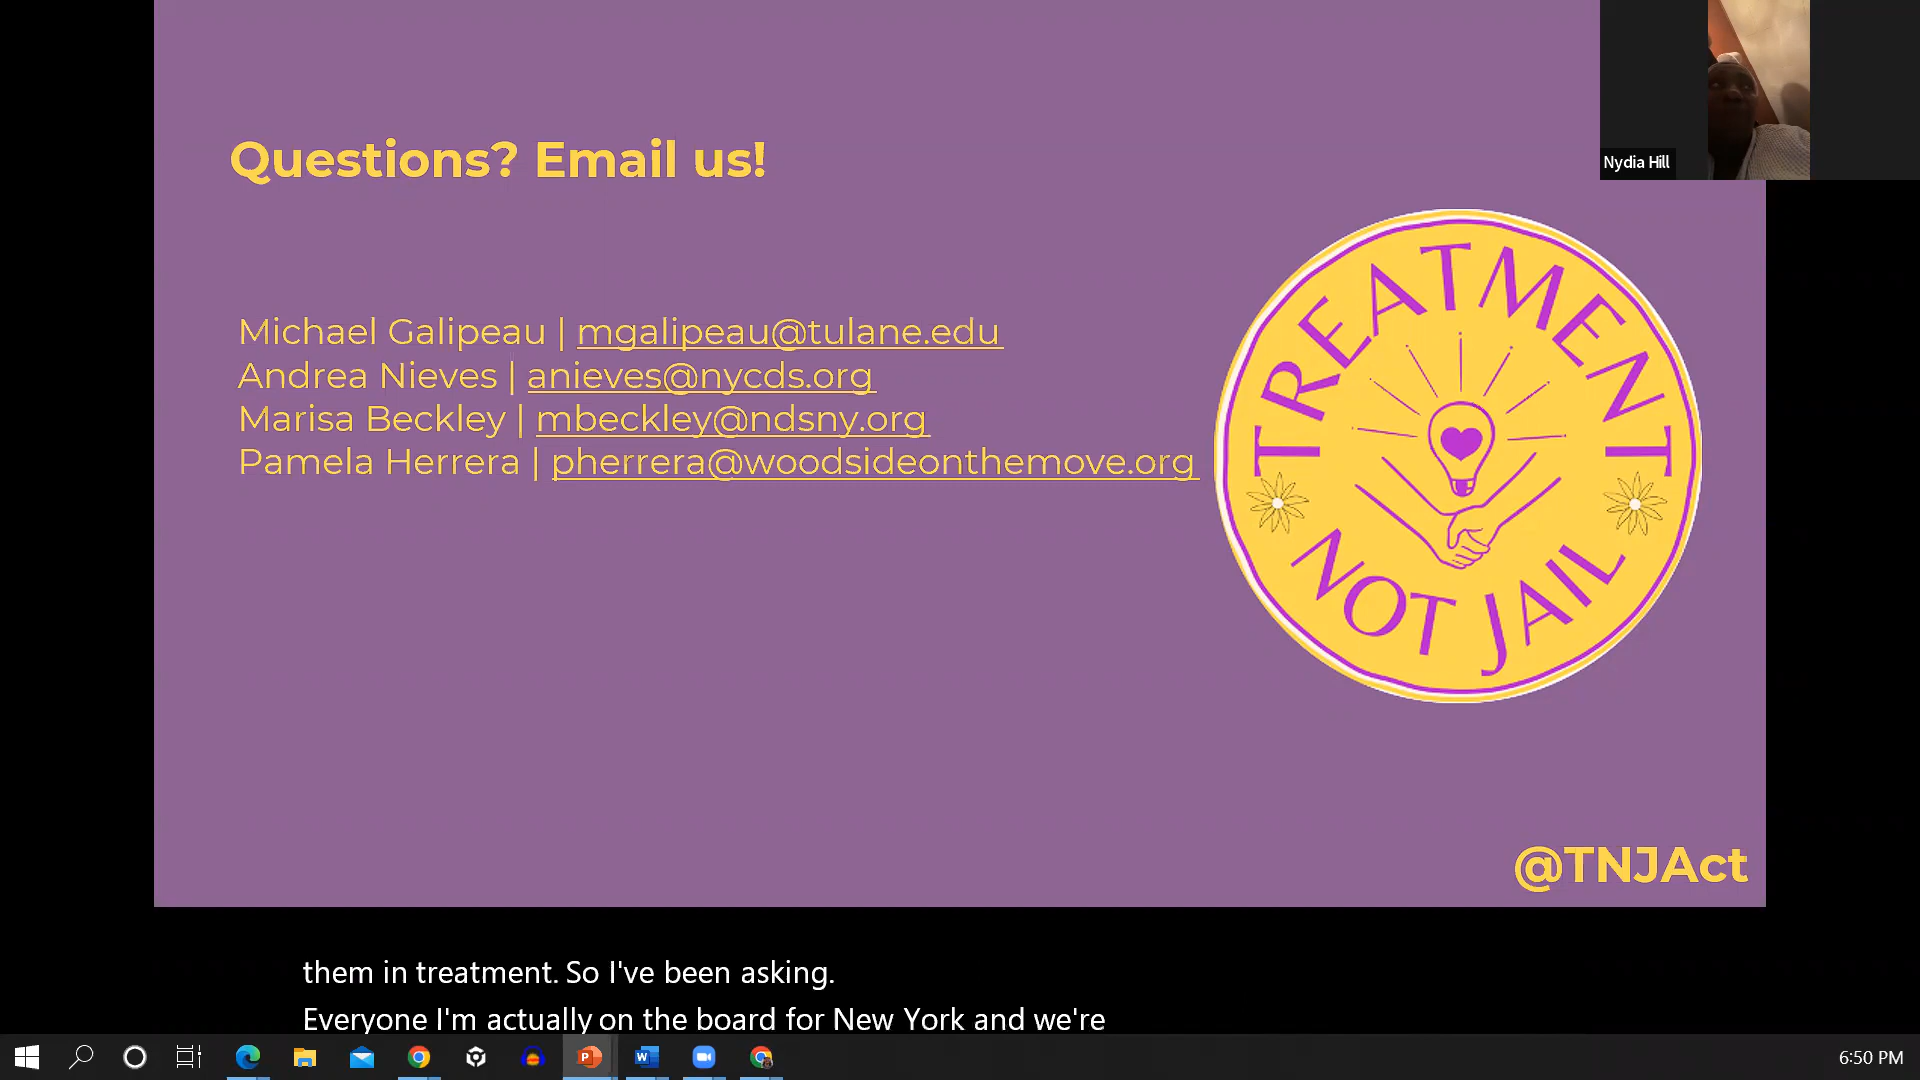 Questions? Email us!
Nydia Hill
Michael Galipeau | mgalipeau@tulane.edu
Andrea Nieves | anieves@nycds.org
Marisa Beckley | mbeckley@ndsny.org
Pamela Herrera | pherrera@woodsideonthemove.org
TREATMENT
NOT JAIL
@TNJAct
them in treatment. So I've been asking.
Everyone I'm actually on the board for New York and we're
6:50 PM